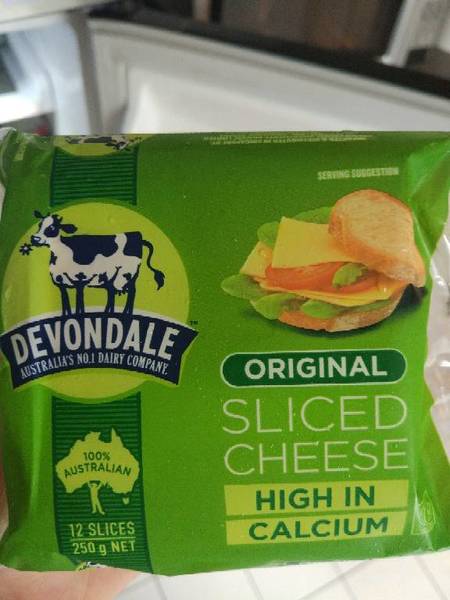 SERVING SUGGESTION
DEVONDALE™
AUSTRALIA'S NO.1 DAIRY COMPANY.
ORIGINAL
SLICED
CHEESE
HIGH IN
CALCIUM
100%
AUSTRALIAN
12 SLICES
250 g NET